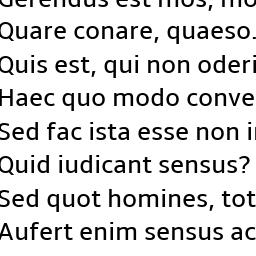 Gerendus est mos, mo
Quare conare, quaeso.
Quis est, qui non oderi
Haec quo modo conve
Sed fac ista esse non i
Quid iudicant sensus?
Sed quot homines, tot
Aufert enim sensus ac